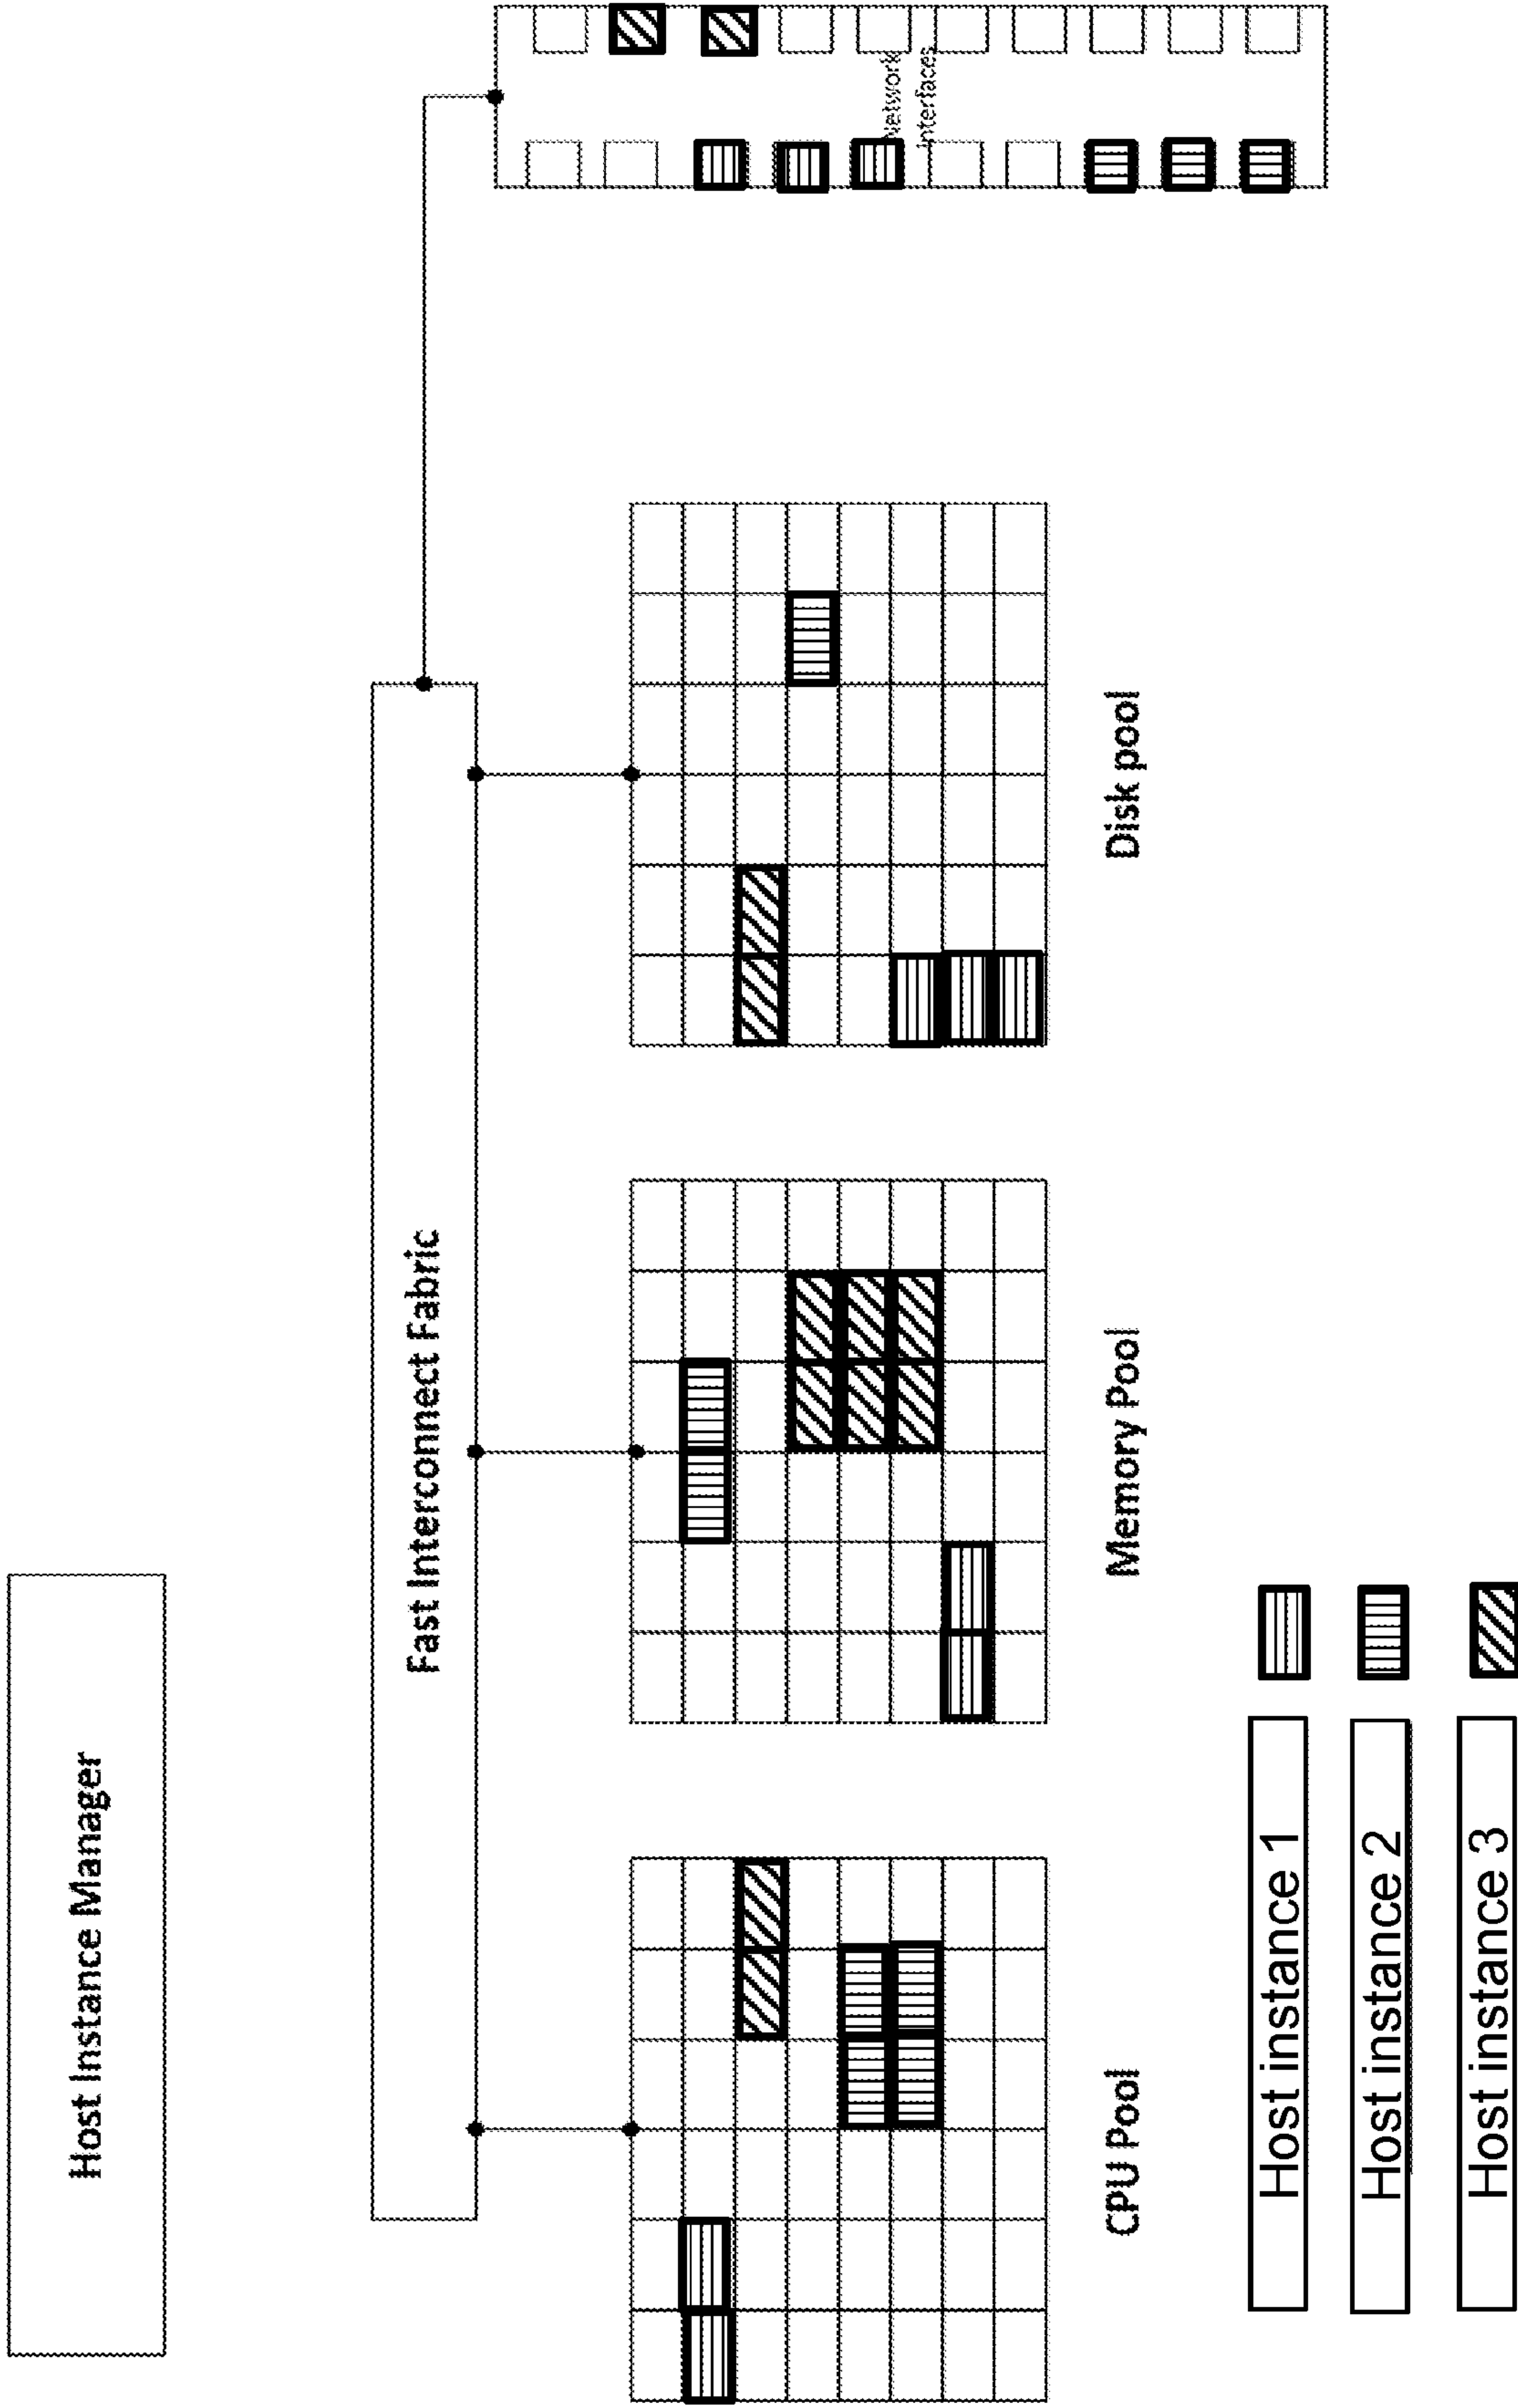 Host Instance Manager
Fast Interconnect Fabric
CPU Pool
Memory Pool
Disk pool
Network
Interfaces
Host instance 1
Host instance 2
Host instance 3